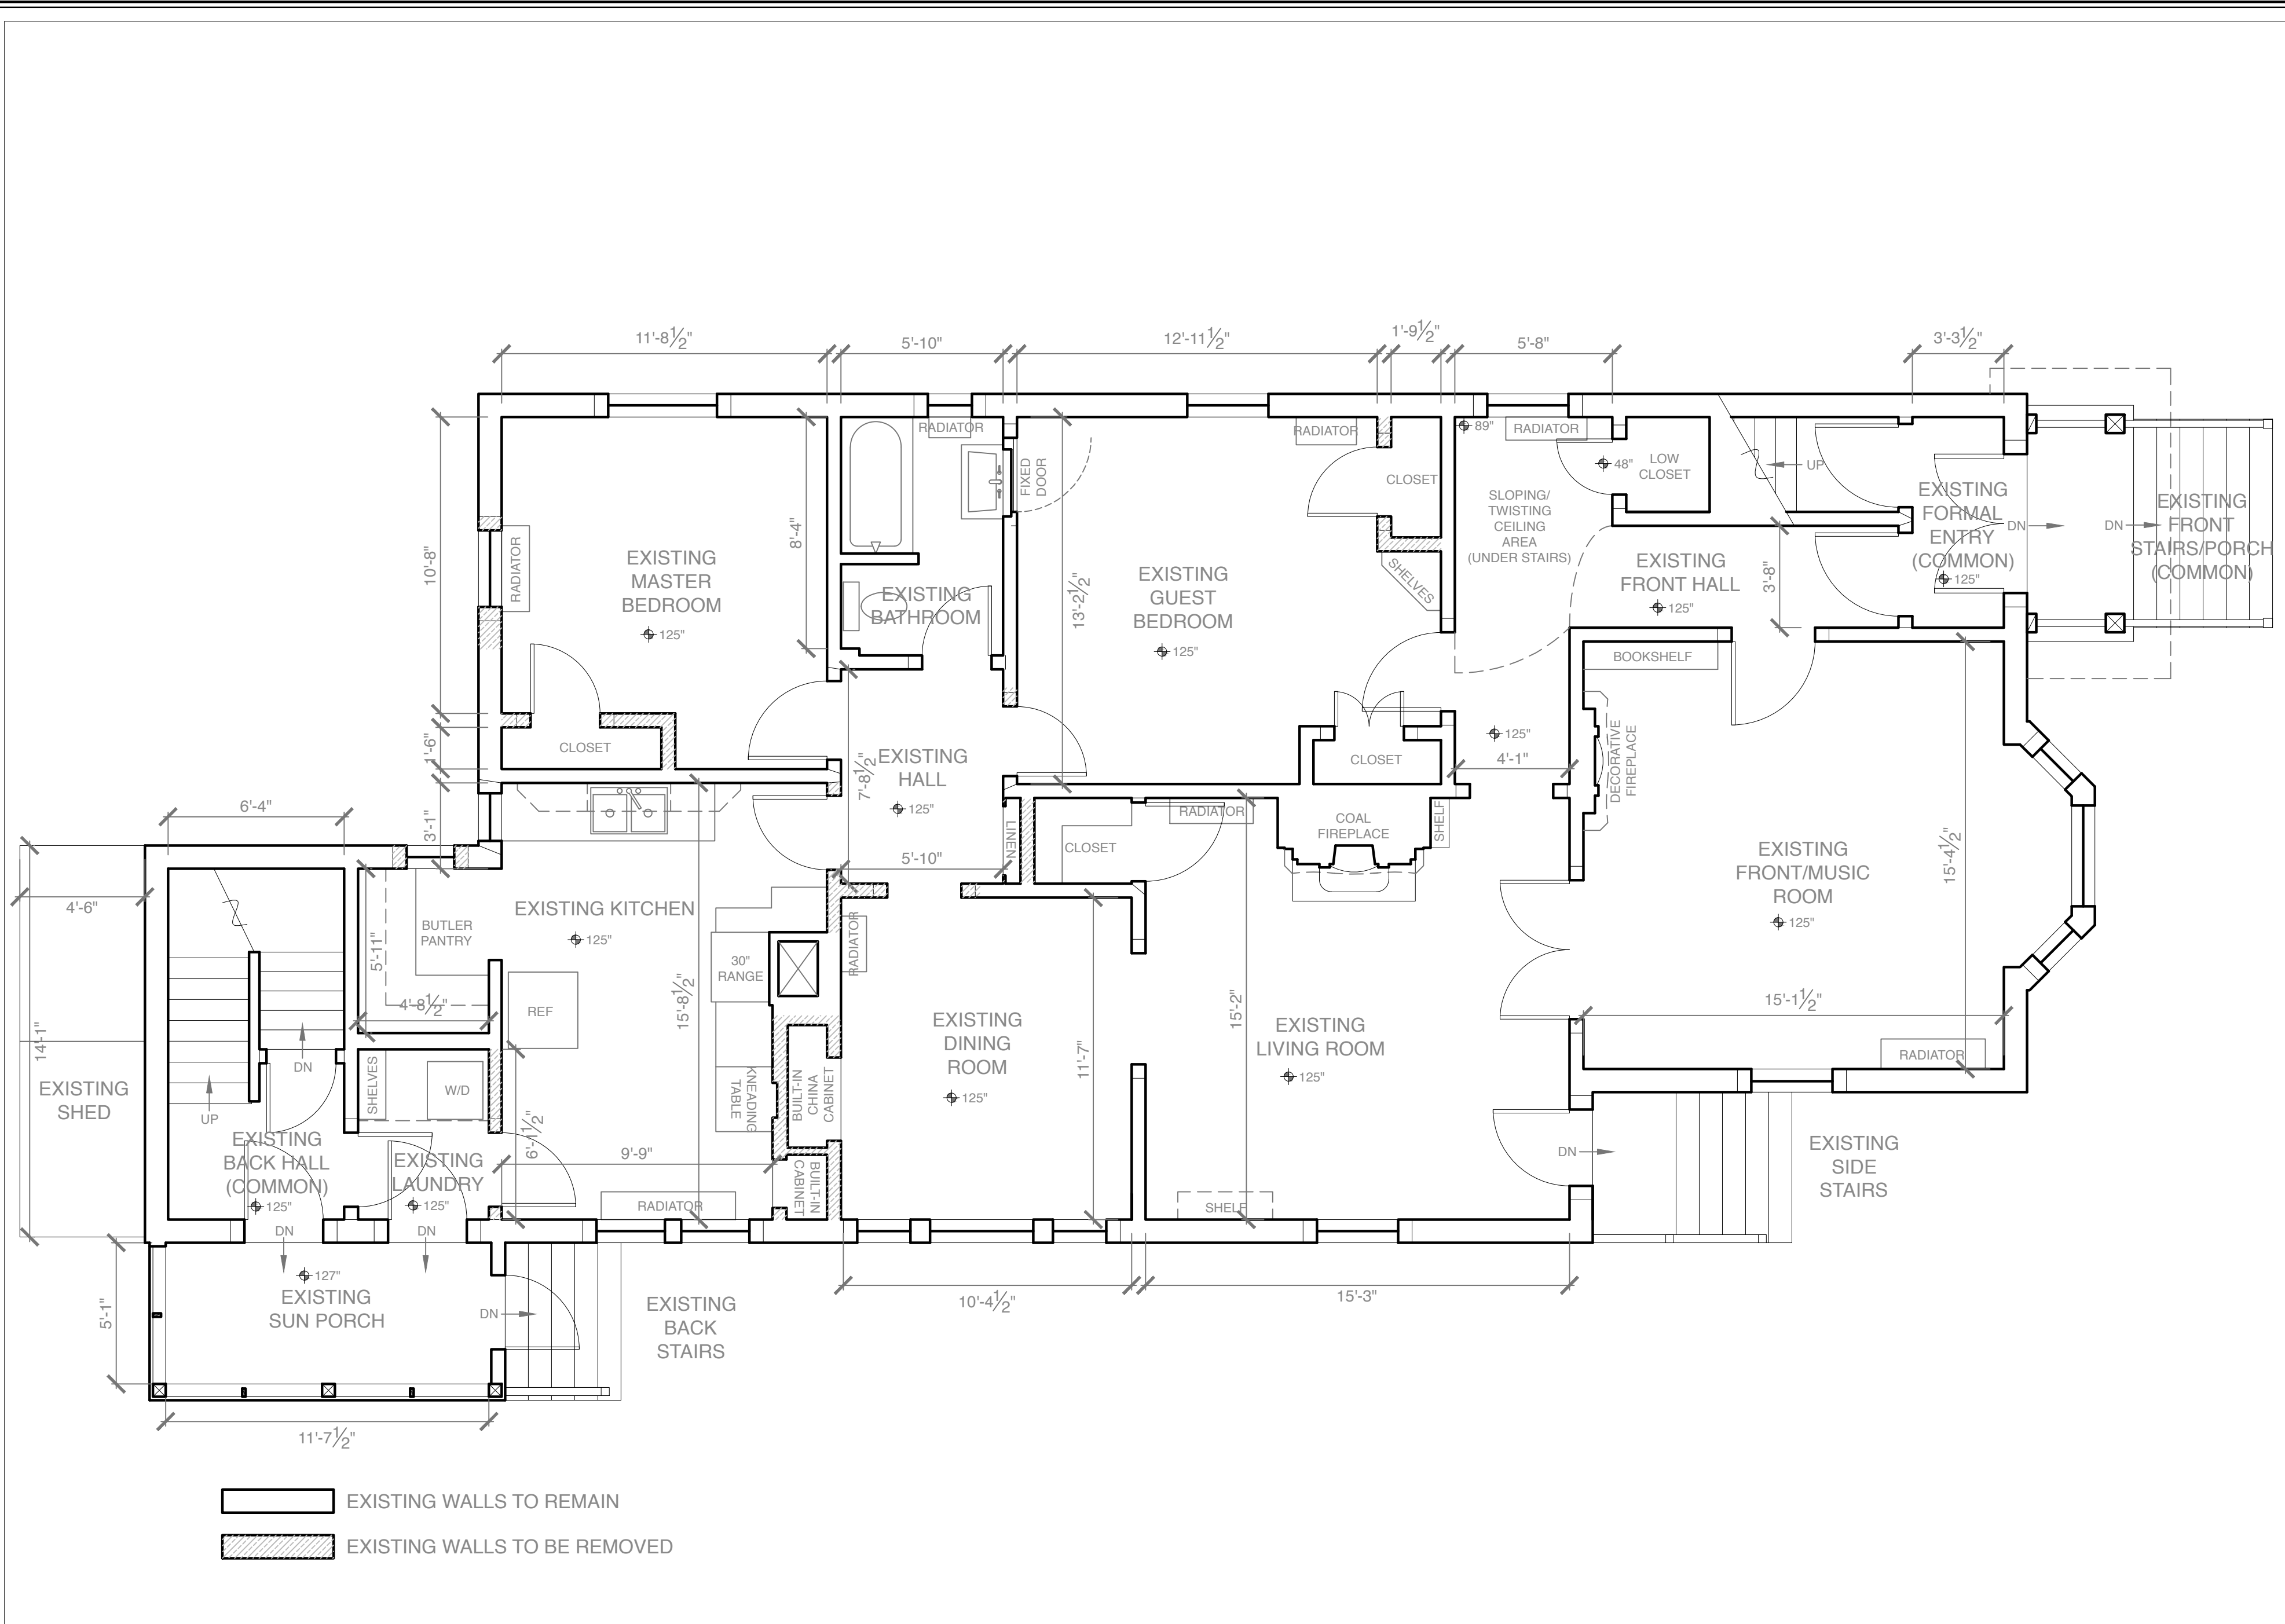 11'-8½"
5'-10"
12'-11½"
1'-9½"
5'-8"
3'-3½"
RADIATOR
RADIATOR
89"
RADIATOR
FIXED
DOOR
CLOSET
48"
LOW
CLOSET
UP
SLOPING/
TWISTING
CEILING
AREA
(UNDER STAIRS)
EXISTING
FORMAL
ENTRY
(COMMON)
125"
DN
DN
EXISTING
FRONT
STAIRS/PORCH
(COMMON)
10'-8"
RADIATOR
EXISTING
MASTER
BEDROOM
125"
8'-4"
EXISTING
BATHROOM
13'-2½"
EXISTING
GUEST
BEDROOM
125"
SHELVES
EXISTING
FRONT HALL
125"
3'-8"
BOOKSHELF
1'-6"
CLOSET
7'-8½"
EXISTING
HALL
125"
CLOSET
125"
4'-1"
DECORATIVE
FIREPLACE
3'-1"
6'-4"
4'-6"
14'-1"
5'-10"
LINEN
CLOSET
RADIATOR
COAL
FIREPLACE
SHELF
EXISTING
FRONT/MUSIC
ROOM
125"
15'-4½"
15'-1½"
RADIATOR
BUTLER
PANTRY
5'-11"
4'-8½"
EXISTING KITCHEN
125"
REF
15'-8½"
30"
RANGE
RADIATOR
KNEADING
TABLE
BUILT-IN
CHINA
CABINET
BUILT-IN
CABINET
EXISTING
DINING
ROOM
125"
11'-7"
15'-2"
EXISTING
LIVING ROOM
125"
SHELF
EXISTING
SHED
UP
DN
SHELVES
W/D
6'-1½"
9'-9"
RADIATOR
EXISTING
BACK HALL
(COMMON)
125"
EXISTING
LAUNDRY
125"
DN
DN
DN
EXISTING
SIDE
STAIRS
127"
EXISTING
SUN PORCH
5'-1"
DN
EXISTING
BACK
STAIRS
10'-4½"
15'-3"
11'-7½"
EXISTING WALLS TO REMAIN
EXISTING WALLS TO BE REMOVED